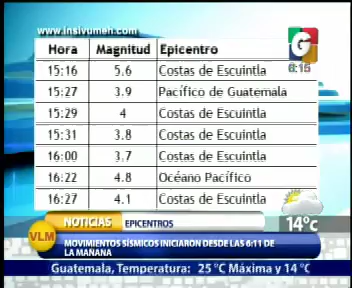 www.insivumeh.com
Hora Magnitud Epicentro
15:16 5.6 Costas de Escuintla
15:27 3.9 Pacífico de Guatemala
15:29 4 Costas de Escuintla
15:31 3.8 Costas de Escuintla
16:00 3.7 Costas de Escuintla
16:22 4.8 Océano Pacífico
16:27 4.1 Costas de Escuintla
G
6:15
14°C
NOTICIAS EPICENTROS
VLM
MOVIMIENTOS SÍSMICOS INICIARON DESDE LAS 6:11 DE
LA MAÑANA
Guatemala, Temperatura: 25 °C Máxima y 14 °C